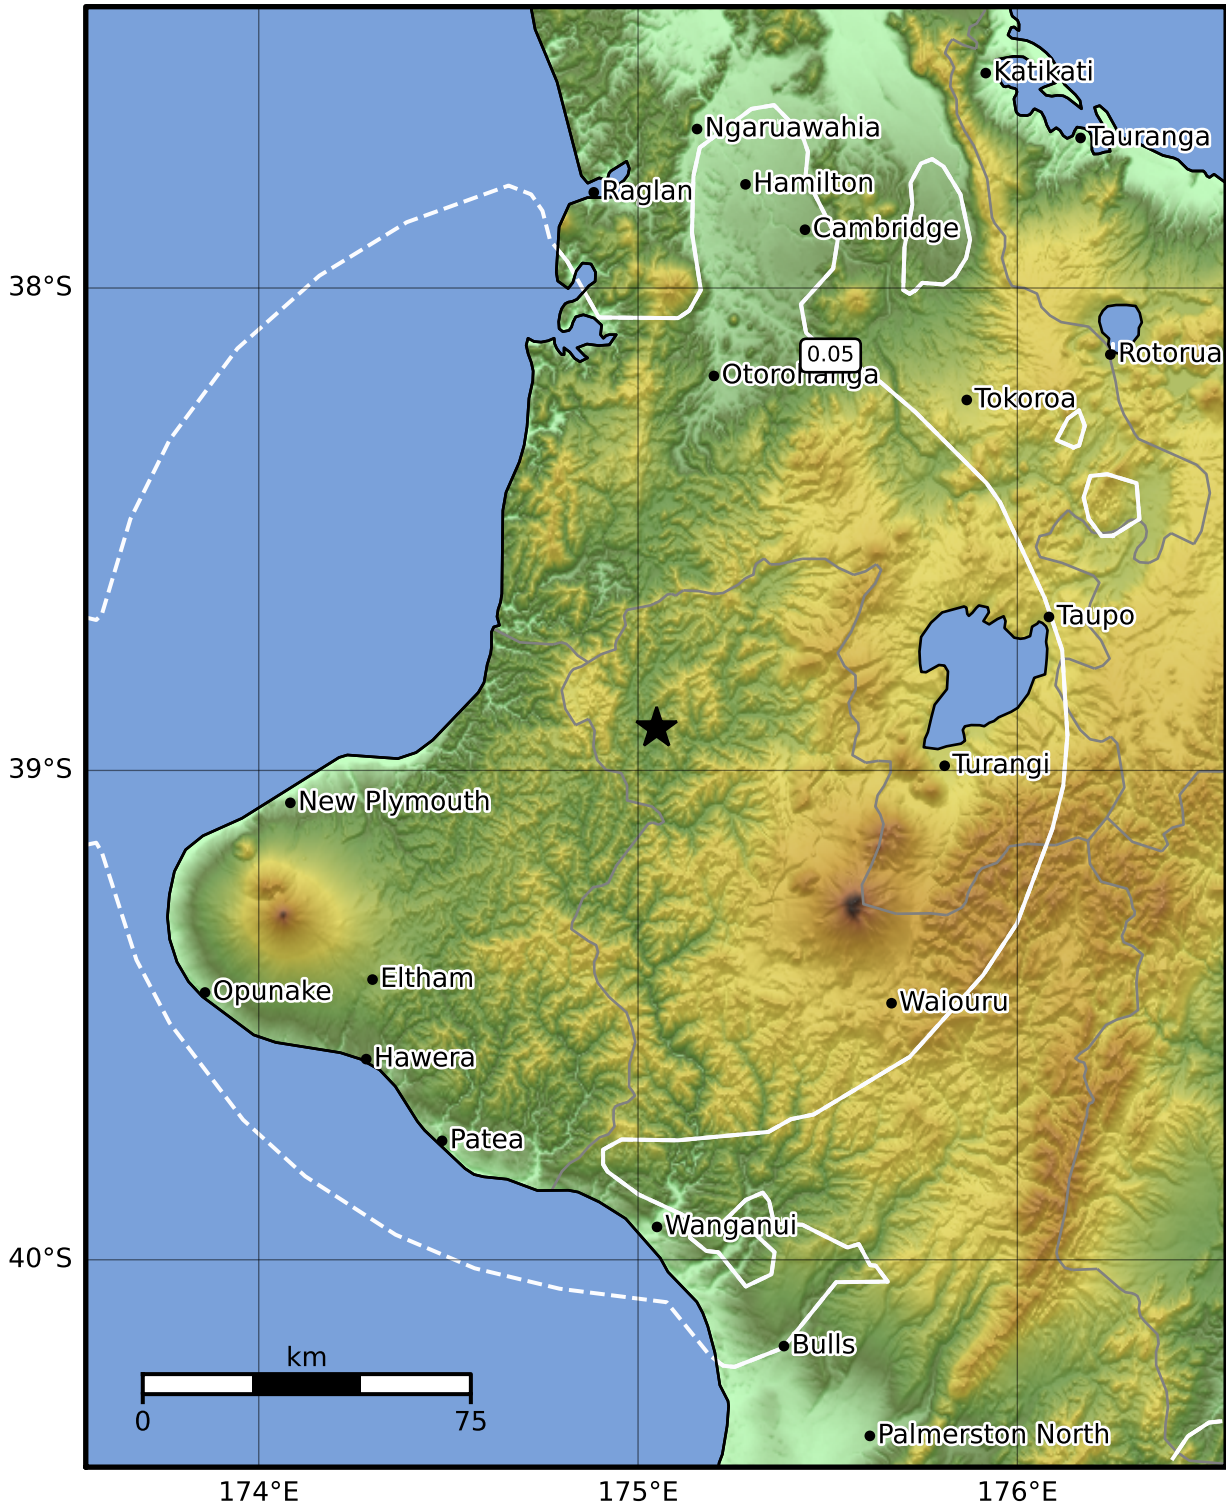 Katikati
Ngaruawahia
Tauranga
Raglan
Hamilton
Cambridge
38°S
0.05
Rotorua
Otorohanga
Tokoroa
Taupo
Turangi
39°S
New Plymouth
Eltham
Opunake
Waiouru
Hawera
Patea
Wanganui
40°S
Bulls
km
0 75
Palmerston North
174°E 175°E 176°E